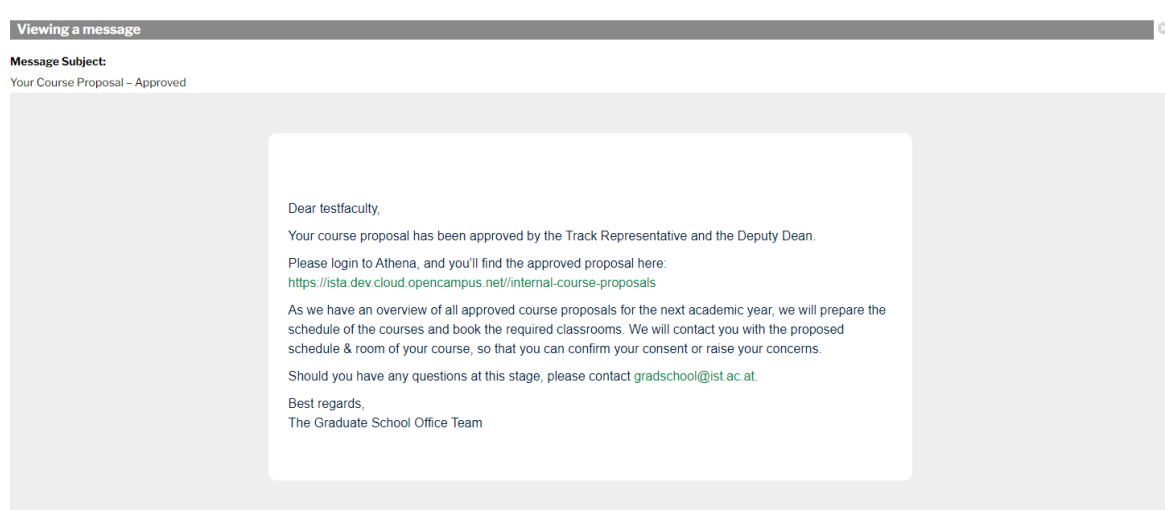 Viewing a message
Message Subject:
Your Course Proposal – Approved
Dear testfaculty,
Your course proposal has been approved by the Track Representative and the Deputy Dean.
Please login to Athena, and you'll find the approved proposal here:
https://ista.dev.cloud.opencampus.net//internal-course-proposals
As we have an overview of all approved course proposals for the next academic year, we will prepare the
schedule of the courses and book the required classrooms. We will contact you with the proposed
schedule & room of your course, so that you can confirm your consent or raise your concerns.
Should you have any questions at this stage, please contact gradschool@ist.ac.at.
Best regards,
The Graduate School Office Team